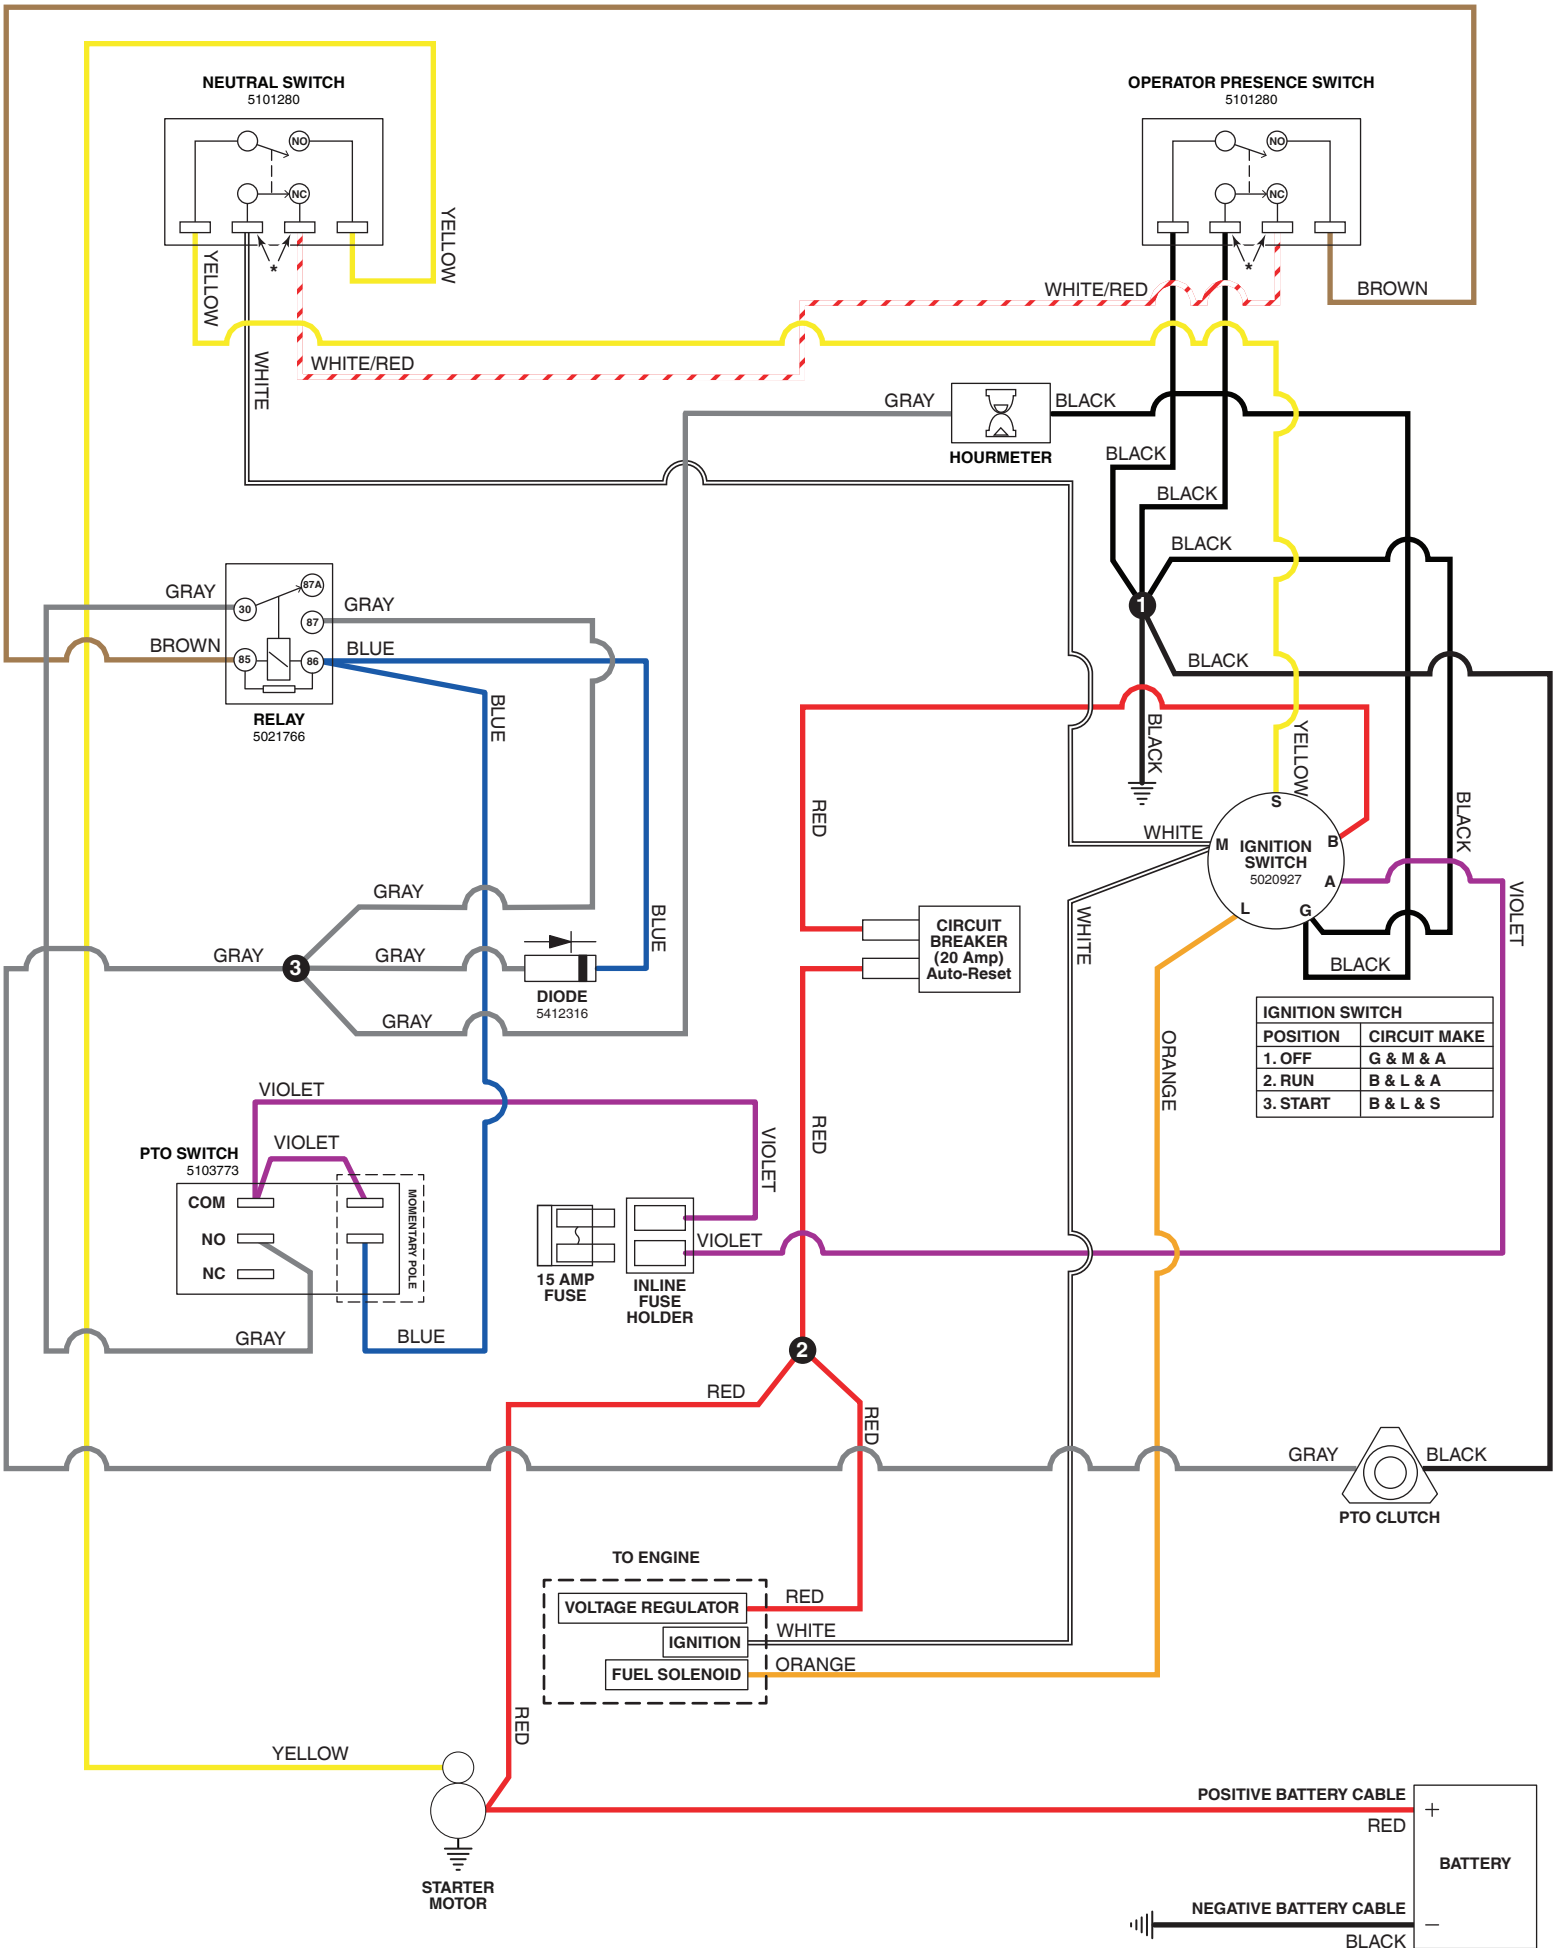 NEUTRAL SWITCH
5101280
OPERATOR PRESENCE SWITCH
5101280
NO
NC
NO
NC
*
*
YELLOW
YELLOW
WHITE
WHITE/RED
WHITE/RED
BROWN
GRAY
BLACK
HOURMETER
BLACK
BLACK
BLACK
1
BLACK
BLACK
GRAY
30
87A
87
GRAY
BROWN
85
86
BLUE
RELAY
5021766
BLUE
RED
YELLOW
S
WHITE
M
IGNITION
SWITCH
5020927
B
A
L
G
BLACK
VIOLET
BLACK
GRAY
GRAY
3
GRAY
GRAY
BLUE
DIODE
5412316
CIRCUIT
BREAKER
(20 Amp)
Auto-Reset
WHITE
ORANGE
IGNITION SWITCH
POSITION CIRCUIT MAKE
1. OFF G & M & A
2. RUN B & L & A
3. START B & L & S
VIOLET
VIOLET
VIOLET
RED
PTO SWITCH
5103773
COM
NO
NC
MOMENTARY POLE
GRAY
BLUE
15 AMP
FUSE
INLINE
FUSE
HOLDER
VIOLET
2
RED
RED
GRAY
BLACK
PTO CLUTCH
TO ENGINE
VOLTAGE REGULATOR
RED
IGNITION
WHITE
FUEL SOLENOID
ORANGE
RED
YELLOW
STARTER
MOTOR
POSITIVE BATTERY CABLE
RED
+
BATTERY
NEGATIVE BATTERY CABLE
BLACK
−